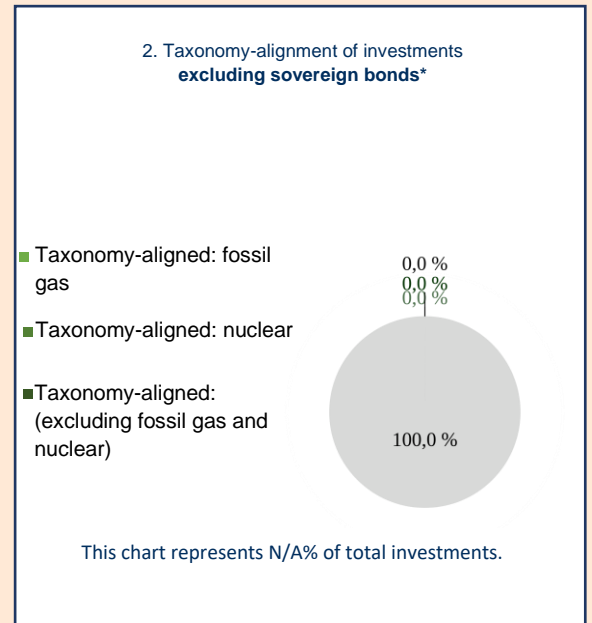 2. Taxonomy-alignment of investments
excluding sovereign bonds*
Taxonomy-aligned: fossil
gas
Taxonomy-aligned: nuclear
Taxonomy-aligned:
(excluding fossil gas and
nuclear)
0,0 %
0,0 %
0,0 %
100,0 %
This chart represents N/A% of total investments.